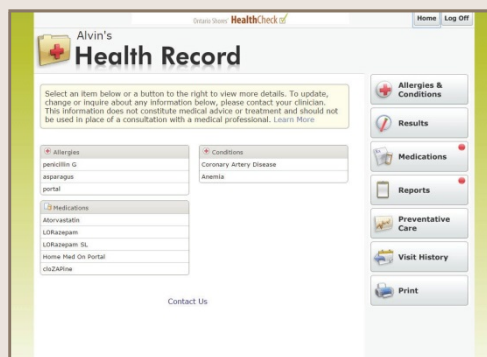 Ontario Shores HealthCheck
Home Log Off
Alvin's
Health Record
Select an item below or a button to the right to view more details. To update,
change or inquire about any information below, please contact your clinician.
This information does not constitute medical advice or treatment and should not
be used in place of a consultation with a medical professional. Learn More
Allergies
penicillin G
asparagus
portal
Conditions
Coronary Artery Disease
Anemia
Medications
Atorvastatin
LORazepam
LORazepam SL
Home Med On Portal
cloZAPine
Contact Us
Allergies &
Conditions
Results
Medications
Reports
Preventative
Care
Visit History
Print